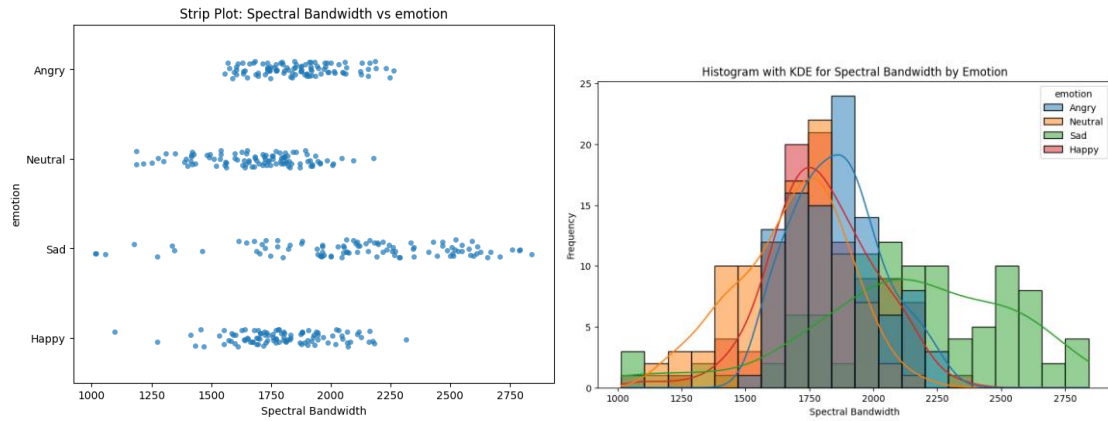 Strip Plot: Spectral Bandwidth vs emotion
emotion
Angry
Neutral
Sad
Happy
1000 1250 1500 1750 2000 2250 2500 2750
Spectral Bandwidth
Histogram with KDE for Spectral Bandwidth by Emotion
emotion
Angry
Neutral
Sad
Happy
Frequency
25
20
15
10
5
0
1000 1250 1500 1750 2000 2250 2500 2750
Spectral Bandwidth